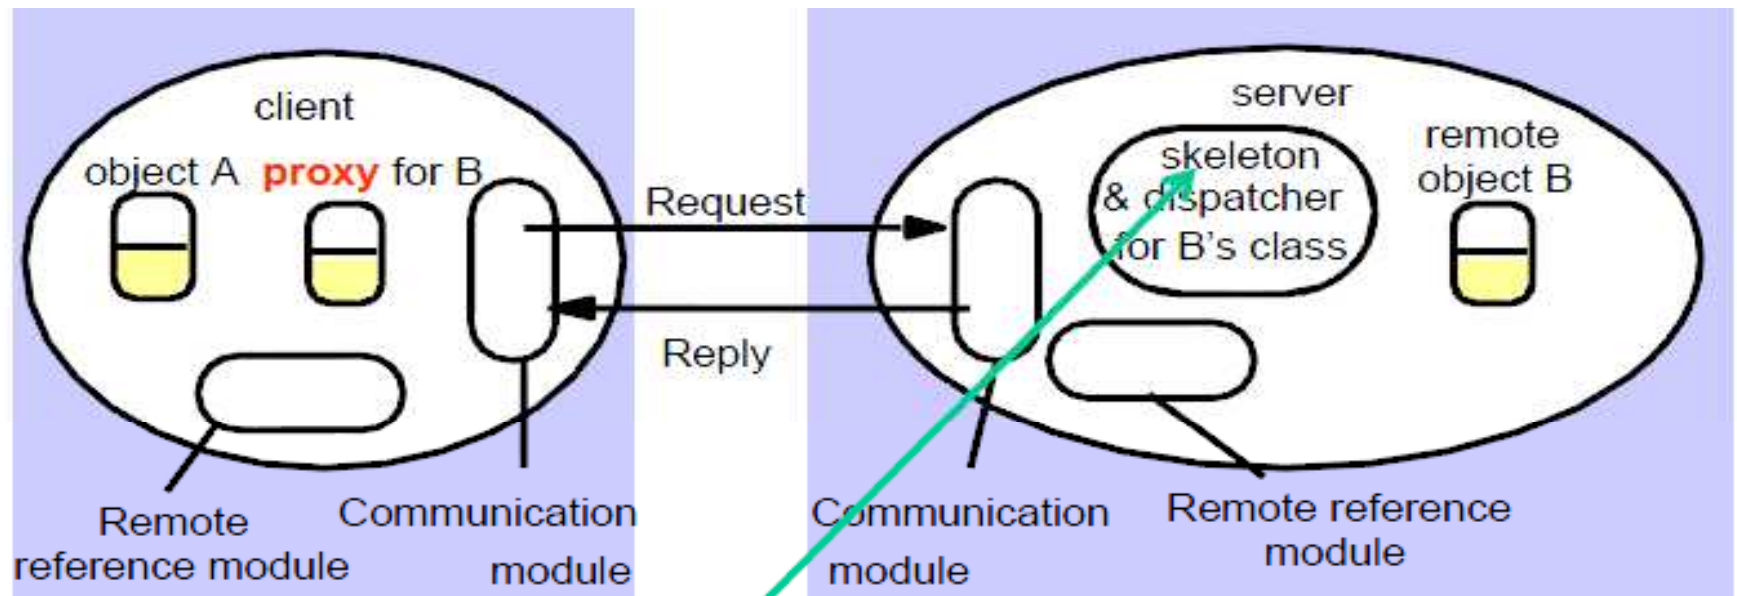 client
object A proxy for B
Remote
reference module
Communication
module
Request
Reply
server
skeleton
& dispatcher
for B's class
remote
object B
Communication
module
Remote reference
module